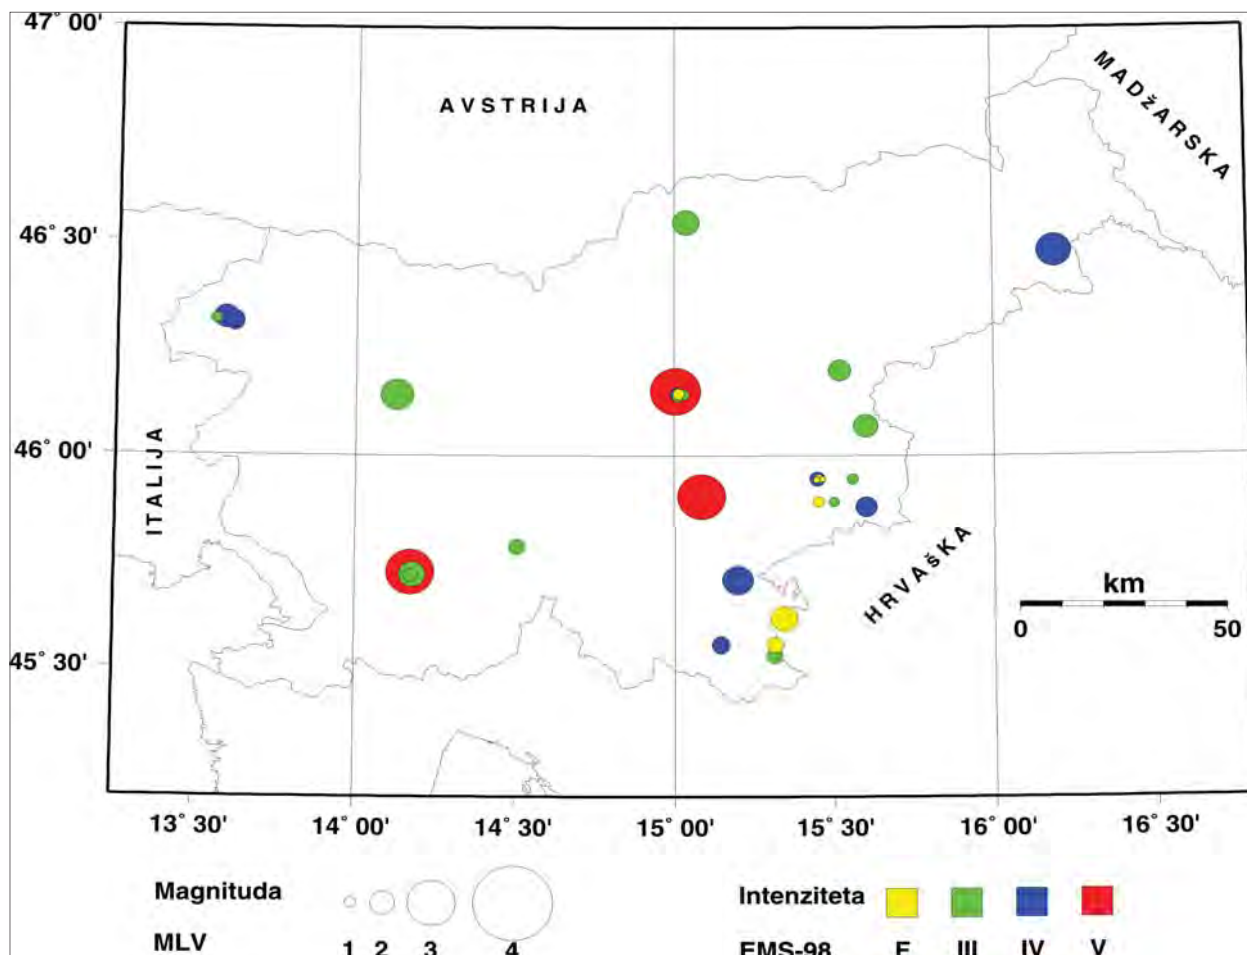 47° 00'
AVSTRIJA
MADŽARSKA
46° 30'
46° 00'
ITALIJA
HRVAŠKA
km
0 50
45° 30'
13° 30' 14° 00' 14° 30' 15° 00' 15° 30' 16° 00' 16° 30'
Magnituda
Intenziteta
MLV 1 2 3 4
EMS-98 F III IV V